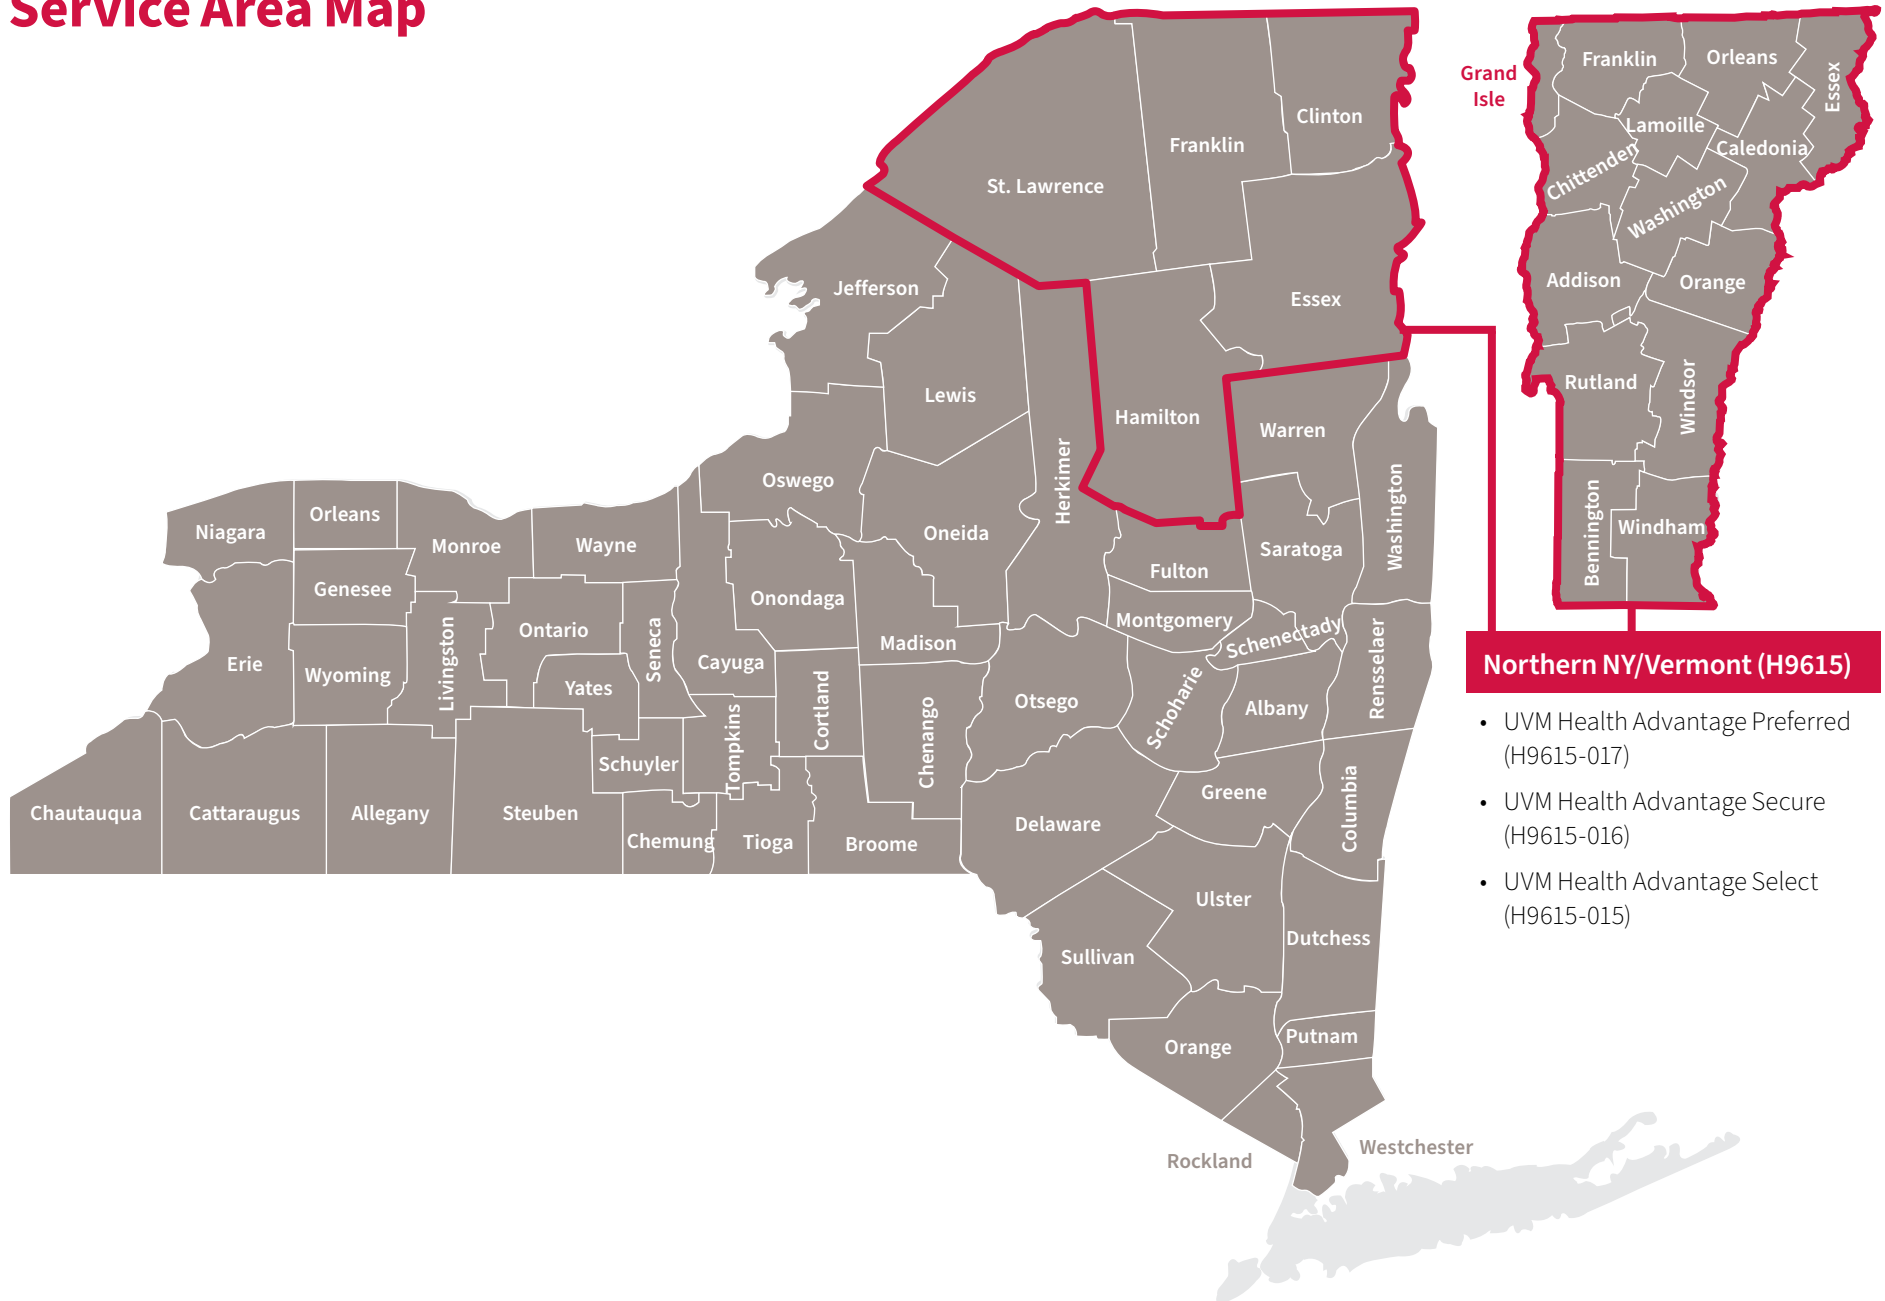 Service Area Map
Grand
Isle
Franklin
Orleans
Essex
Lamoille
Chittenden
Caledonia
Washington
Addison
Orange
Rutland
Windsor
Bennington
Windham
Clinton
Franklin
St. Lawrence
Essex
Jefferson
Lewis
Hamilton
Herkimer
Warren
Washington
Oswego
Oneida
Saratoga
Fulton
Montgomery
Schenectady
Rensselaer
Niagara
Orleans
Monroe
Wayne
Genesee
Onondaga
Ontario
Seneca
Livingston
Erie
Wyoming
Yates
Cayuga
Madison
Cortland
Chenango
Otsego
Schoharie
Albany
Schuyler
Tompkins
Columbia
Greene
Chautauqua
Cattaraugus
Allegany
Steuben
Chemung
Tioga
Broome
Delaware
Ulster
Dutchess
Sullivan
Orange
Putnam
Rockland
Westchester
Northern NY/Vermont (H9615)
• UVM Health Advantage Preferred
(H9615-017)
• UVM Health Advantage Secure
(H9615-016)
• UVM Health Advantage Select
(H9615-015)